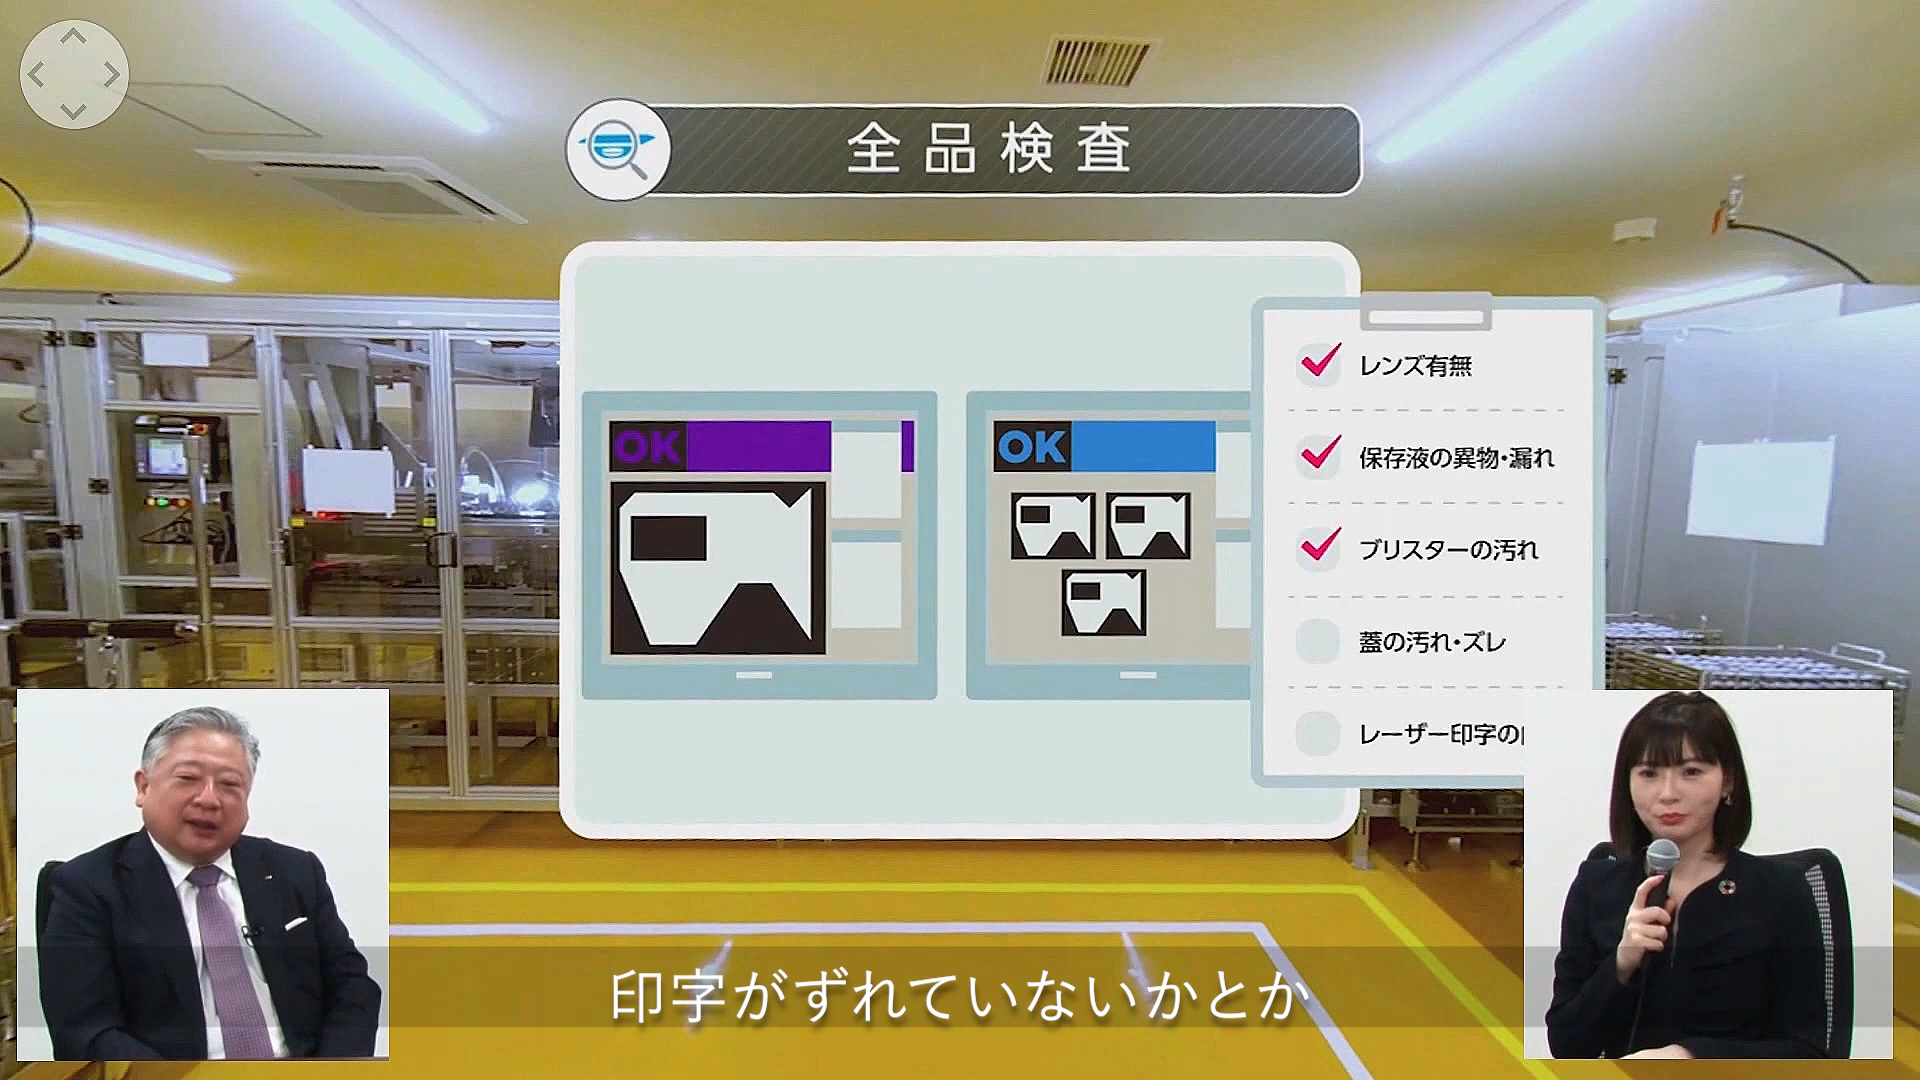 全品検査
OK
OK
レンズ有無
保存液の異物・漏れ
ブリスターの汚れ
蓋の汚れ・ズレ
レーザー印字の
印字がずれていないかとか